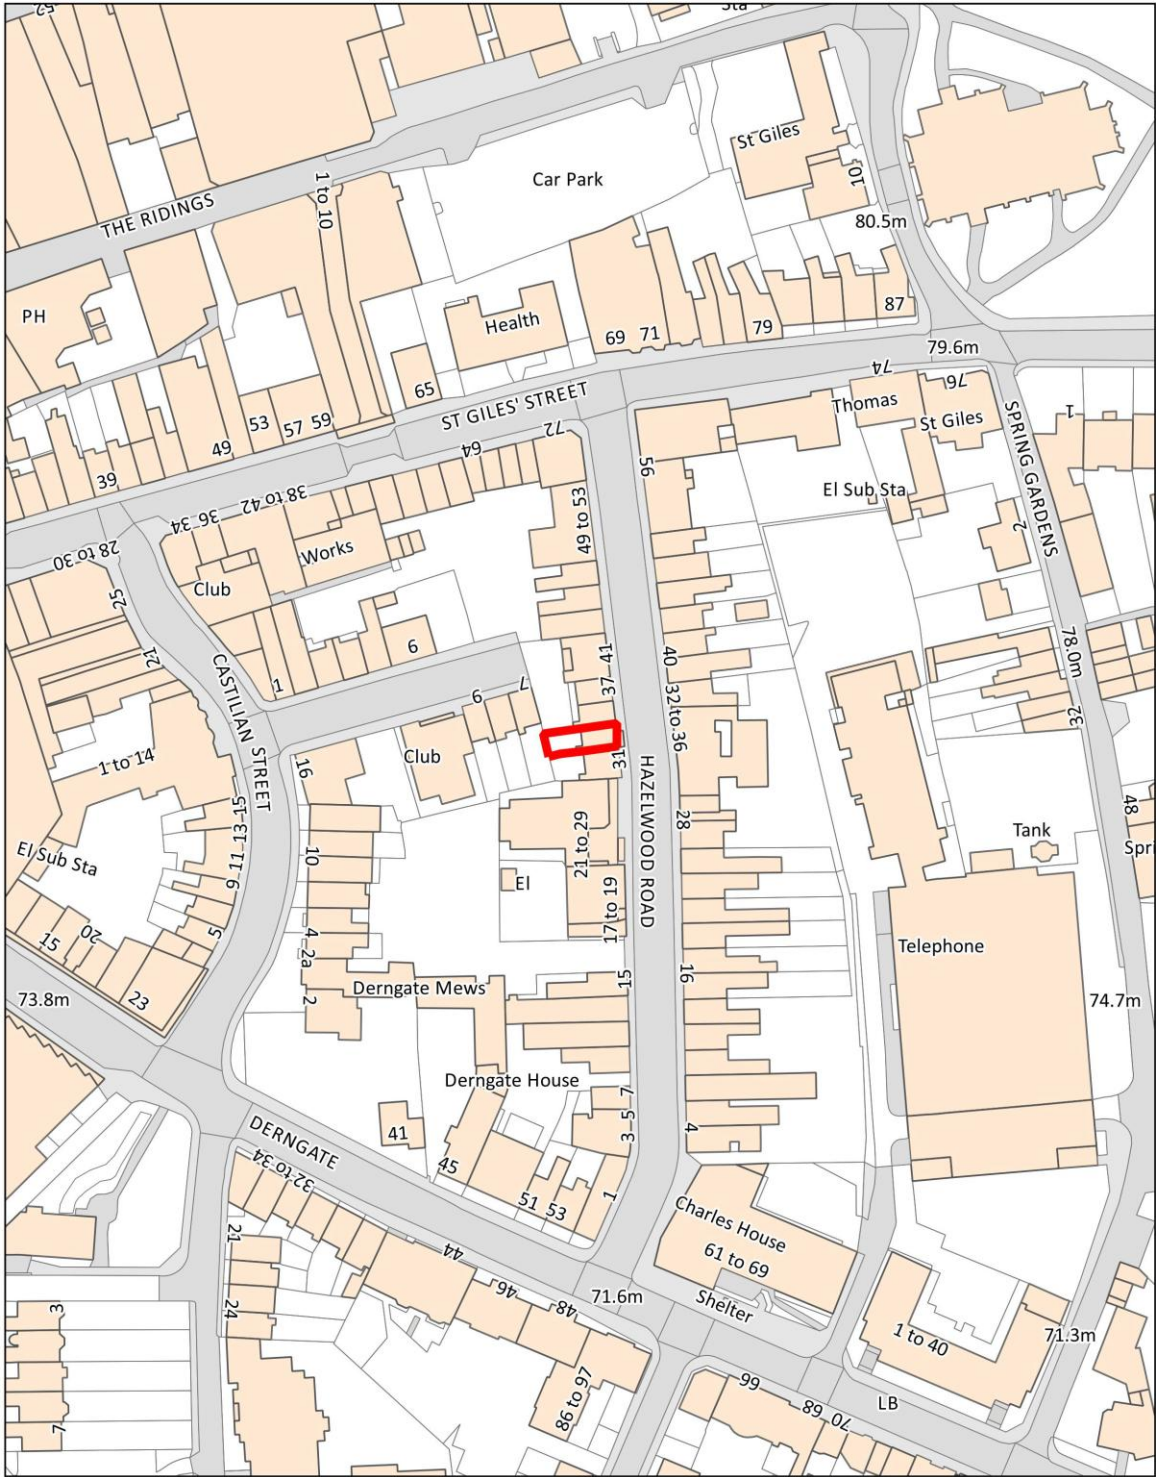 52
Sta
St Giles
10
Car Park
1 to 10
THE RIDINGS
80.5m
PH
Health
69
71
79
87
79.6m
65
74
76
ST GILES' STREET
Thomas
St Giles
SPRING GARDENS
1
53
57
59
49
39
72
64
38 to 42
36
34
28 to 30
56
El Sub Sta
2
49 to 53
Works
Club
25
21
CASTILIAN STREET
1
6
7
9
37
41
40
32 to 36
78.0m
32
1 to 14
16
Club
31
HAZELWOOD ROAD
28
48
Tank
Spri
El Sub Sta
15
13
11
9
5
10
21 to 29
El
17 to 19
4
2a
2
15
20
23
73.8m
Derngate Mews
15
16
Telephone
74.7m
Derngate House
7
5
3
4
41
DERNGATE
32 to 34
45
51
53
1
Charles House
61 to 69
21
24
44
46
48
71.6m
Shelter
1 to 40
71.3m
3
7
86 to 97
66
68
70
LB